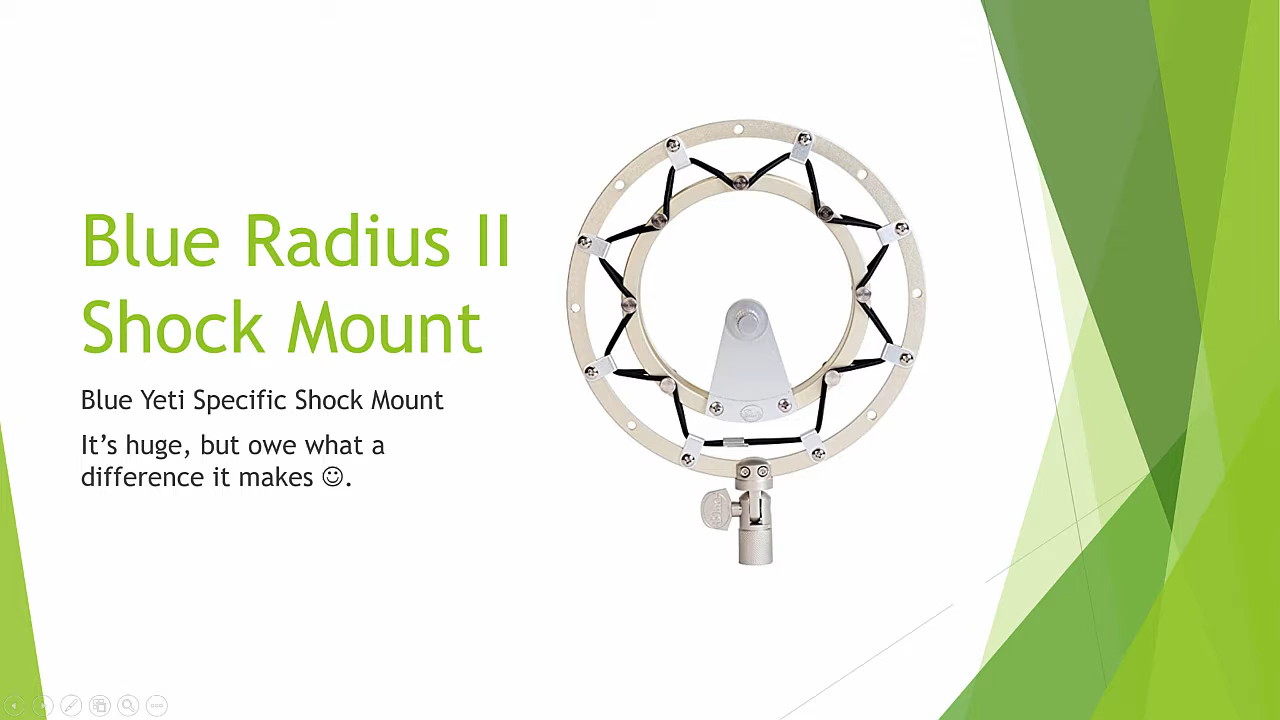 Blue Radius II
Shock Mount
Blue Yeti Specific Shock Mount
It’s huge, but owe what a
difference it makes ☺.